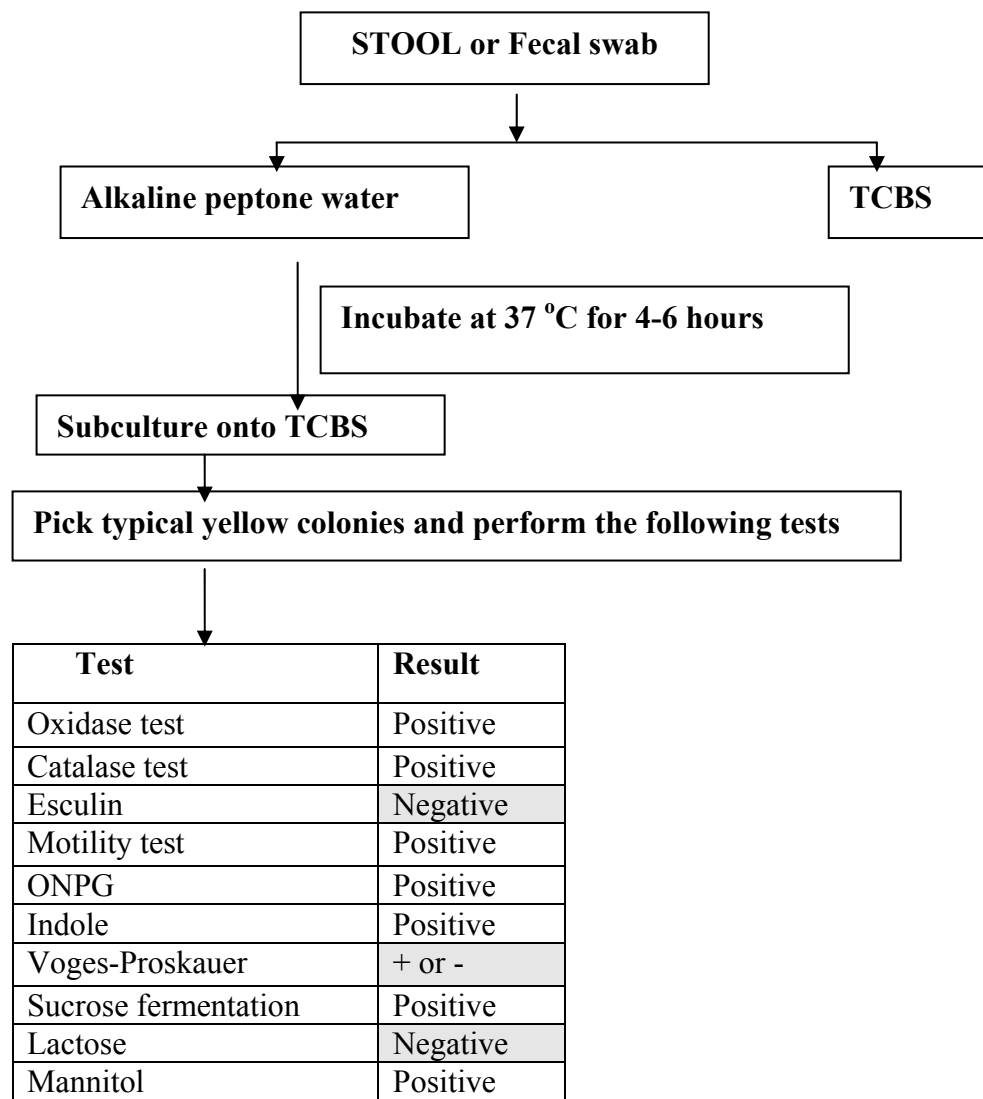 STOOL or Fecal swab
Alkaline peptone water
TCBS
Incubate at 37 °C for 4-6 hours
Subculture onto TCBS
Pick typical yellow colonies and perform the following tests
Test Result
Oxidase test Positive
Catalase test Positive
Esculin Negative
Motility test Positive
ONPG Positive
Indole Positive
Voges-Proskauer + or -
Sucrose fermentation Positive
Lactose Negative
Mannitol Positive